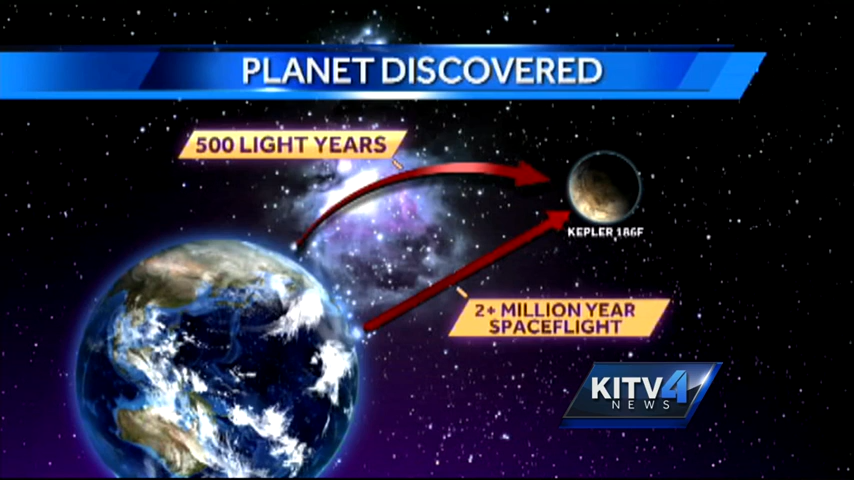 PLANET DISCOVERED
500 LIGHT YEARS
KEPLER 186F
2+ MILLION YEAR
SPACEFLIGHT
KITV4
NEWS